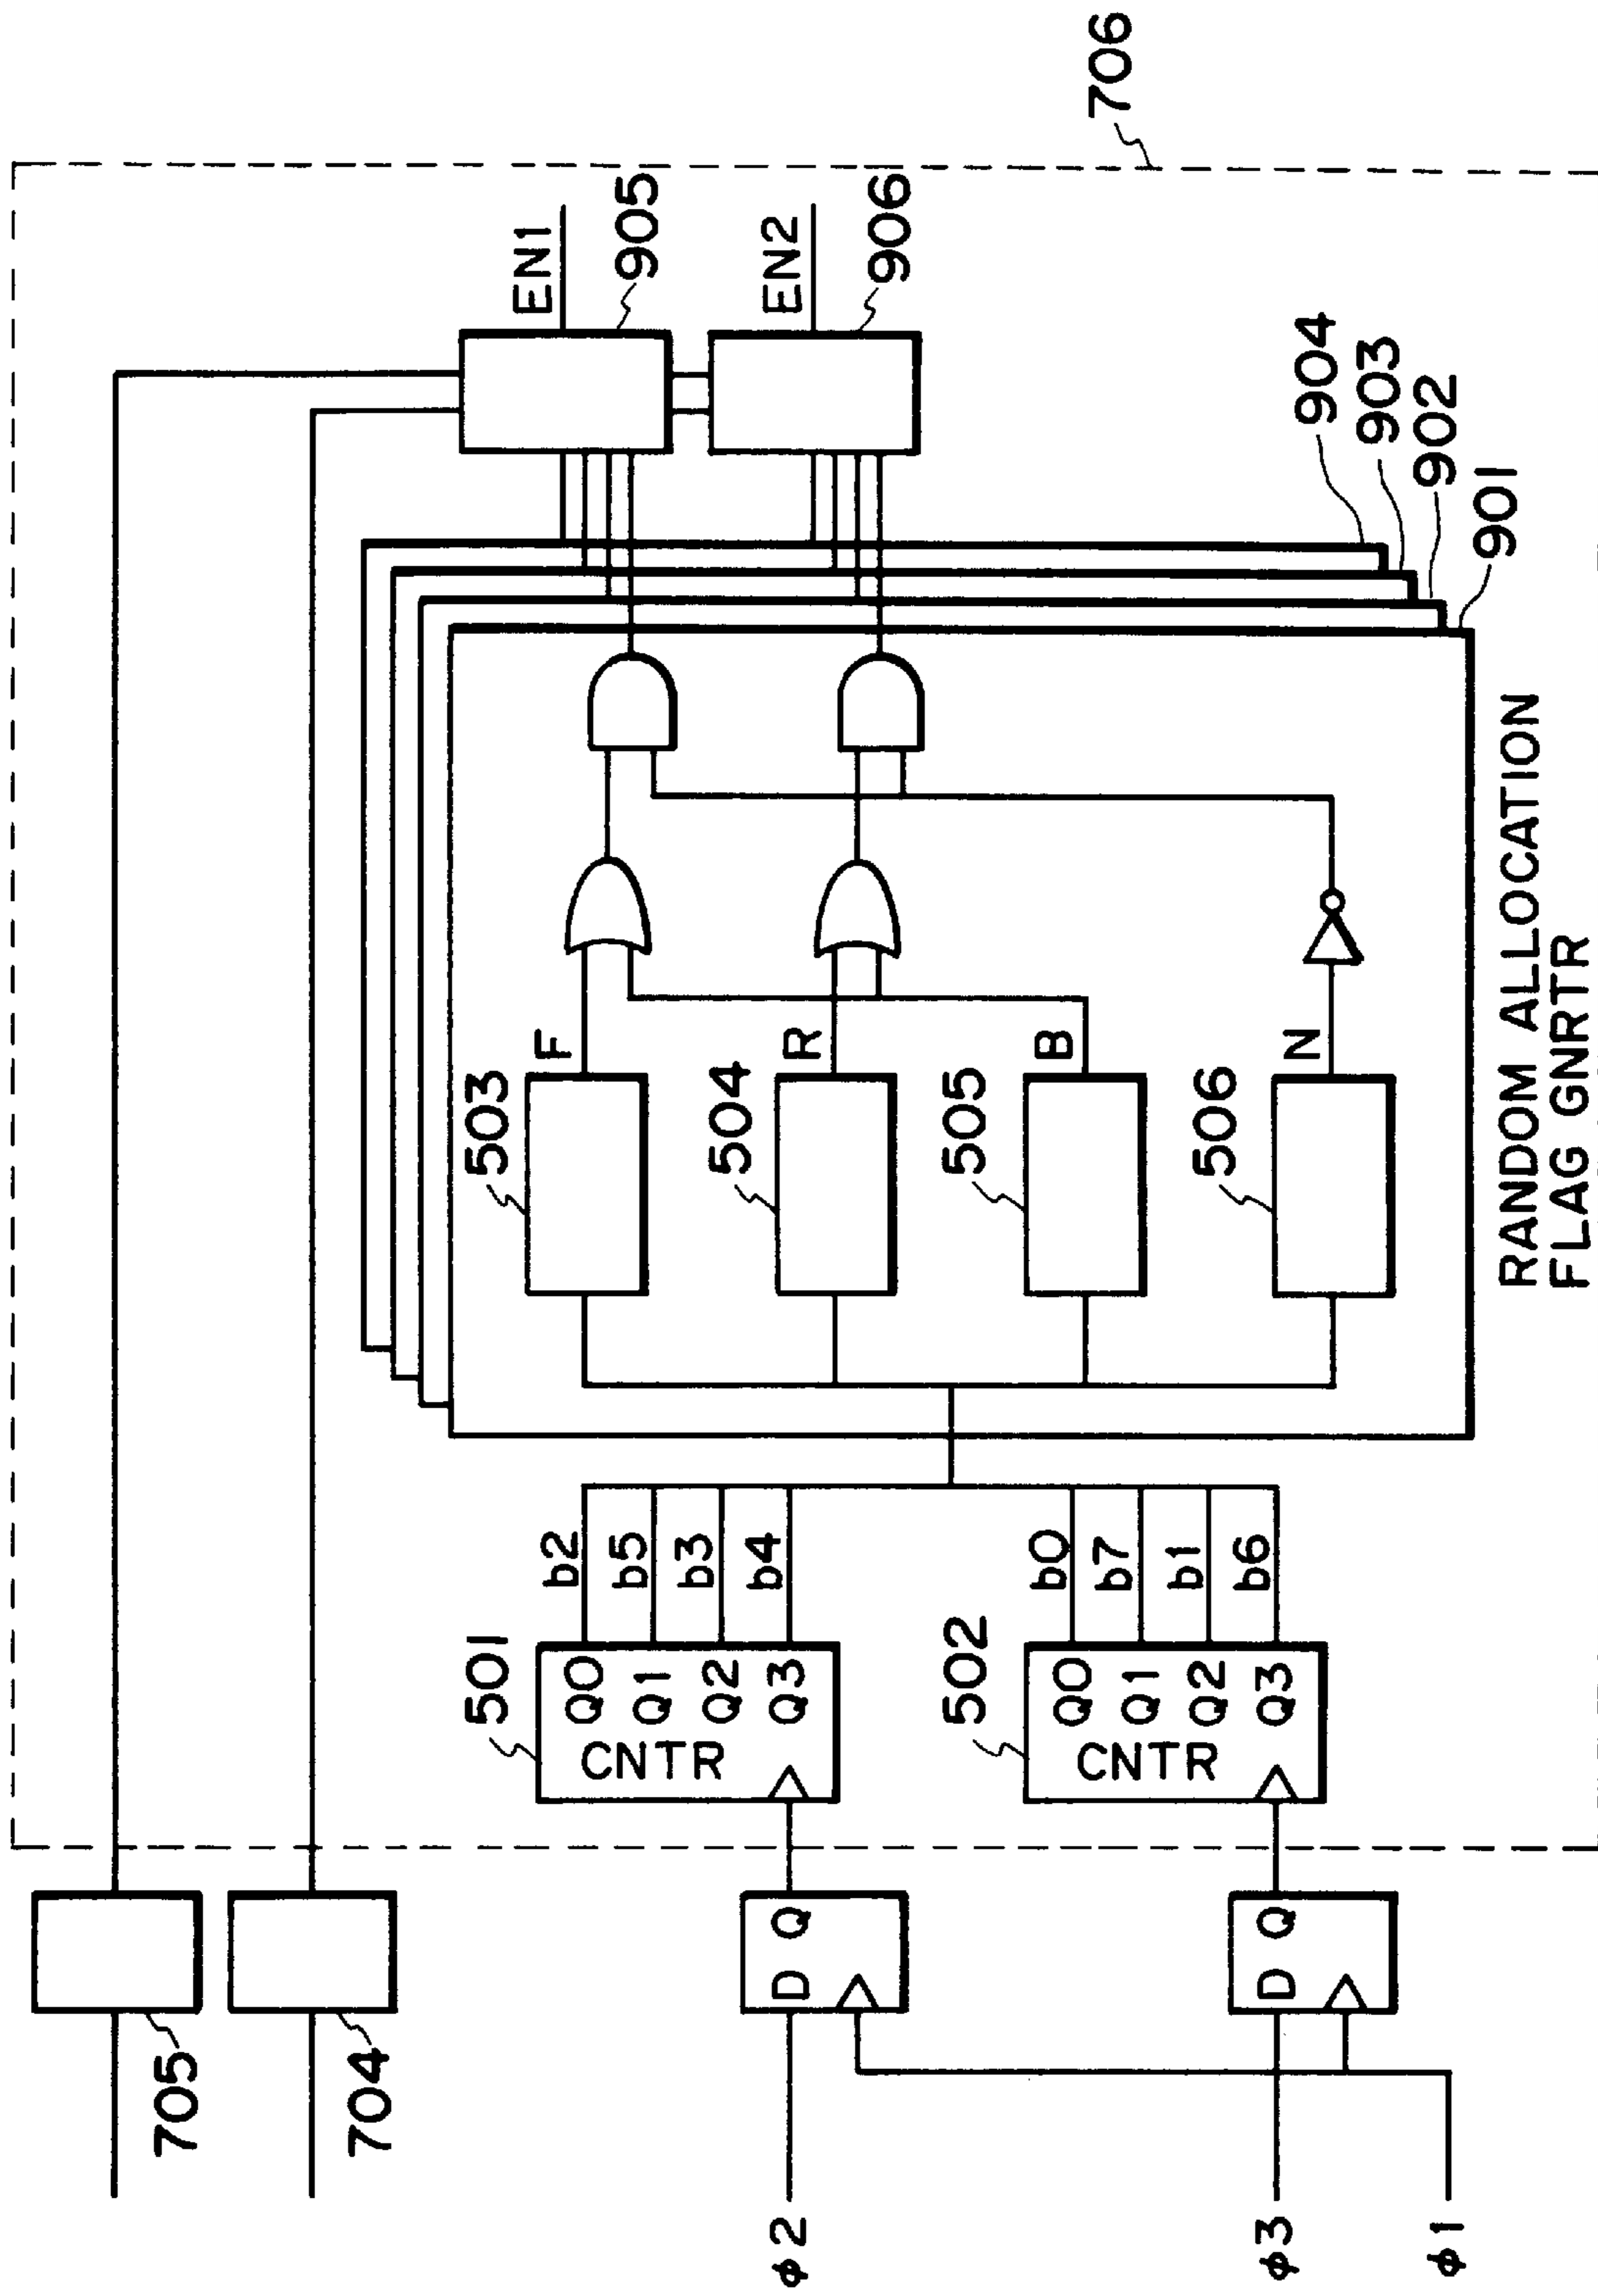 705
704
φ2
φ3
φ1
D Q
D Q
501
CNTR
Q0
Q1
Q2
Q3
b2
b5
b3
b4
502
CNTR
Q0
Q1
Q2
Q3
b0
b7
b1
b6
503
F
504
R
505
B
506
N
EN1
905
EN2
906
904
903
902
901
706
RANDOM ALLOCATION
FLAG GNRTR